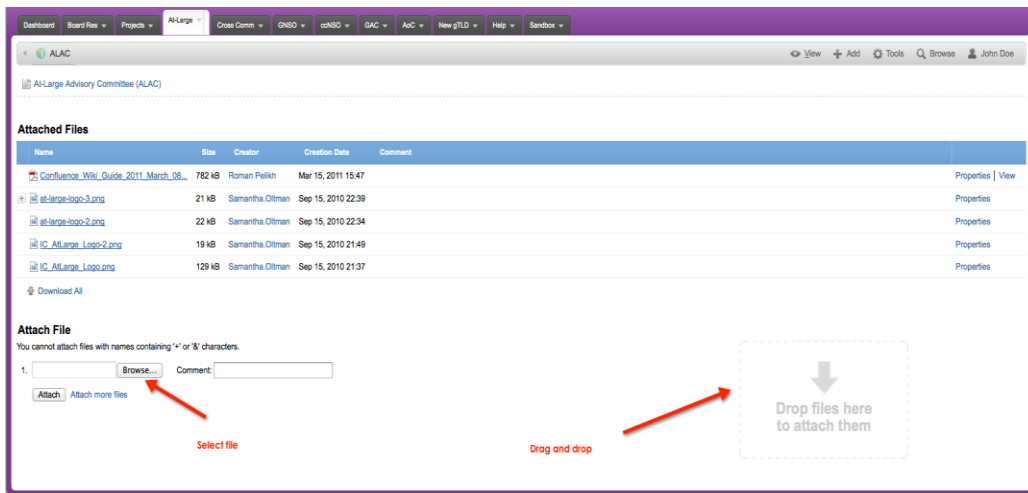 Dashboard Board Res Projects At-Large Cross Comm GNSO ccNSO GAC AoC New gTLD Help Sandbox
ALAC View Add Tools Browse John Doe
At-Large Advisory Committee (ALAC)
Attached Files
Name Size Creator Creation Date Comment
Confluence_Wiki_Guide_2011_March_08... 782 kB Roman Pelikh Mar 15, 2011 15:47 Properties | View
at-large-logo-3.png 21 kB Samantha.Oltman Sep 15, 2010 22:39 Properties
at-large-logo-2.png 22 kB Samantha.Oltman Sep 15, 2010 22:34 Properties
IC_AtLarge_Logo-2.png 19 kB Samantha.Oltman Sep 15, 2010 21:49 Properties
IC_AtLarge_Logo.png 129 kB Samantha.Oltman Sep 15, 2010 21:37 Properties
Download All
Attach File
You cannot attach files with names containing '+' or '&' characters.
1. Browse... Comment:
Attach Attach more files
Drop files here
to attach them
Select file
Drag and drop